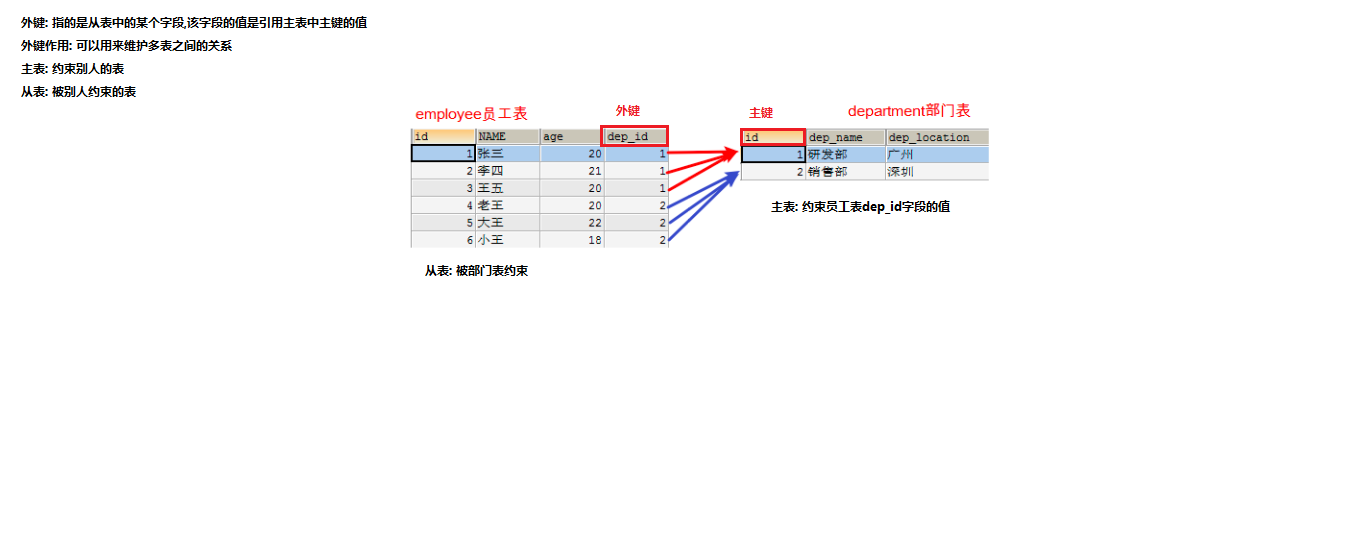 外键: 指的是从表中的某个字段,该字段的值是引用主表中主键的值
外键作用: 可以用来维护多表之间的关系
主表: 约束别人的表
从表: 被别人约束的表
employee员工表 外键 主键 department部门表
id NAME age dep_id id dep_name dep_location
1 张三 20 1 1 研发部 广州
2 李四 21 1 2 销售部 深圳
3 王五 20 1
4 老王 20 2 主表: 约束员工表dep_id字段的值
5 大王 22 2
6 小王 18 2
从表: 被部门表约束